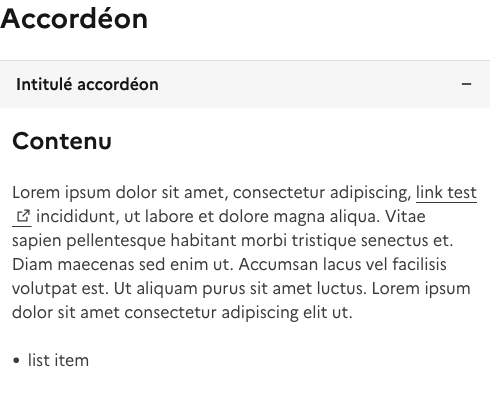 Accordéon
Intitulé accordéon
Contenu
Lorem ipsum dolor sit amet, consectetur adipiscing, link test
incididunt, ut labore et dolore magna aliqua. Vitae
sapien pellentesque habitant morbi tristique senectus et.
Diam maecenas sed enim ut. Accumsan lacus vel facilisis
volutpat est. Ut aliquam purus sit amet luctus. Lorem ipsum
dolor sit amet consectetur adipiscing elit ut.
• list item